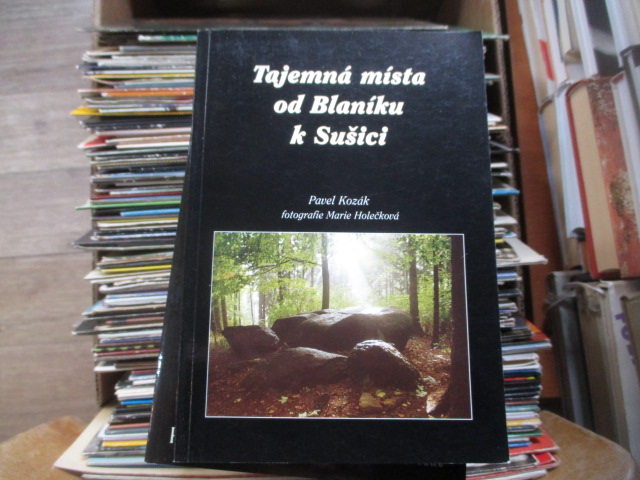 Tajemná místa
od Blaníku
k Sušici
Pavel Kozák
fotografie Marie Holečková